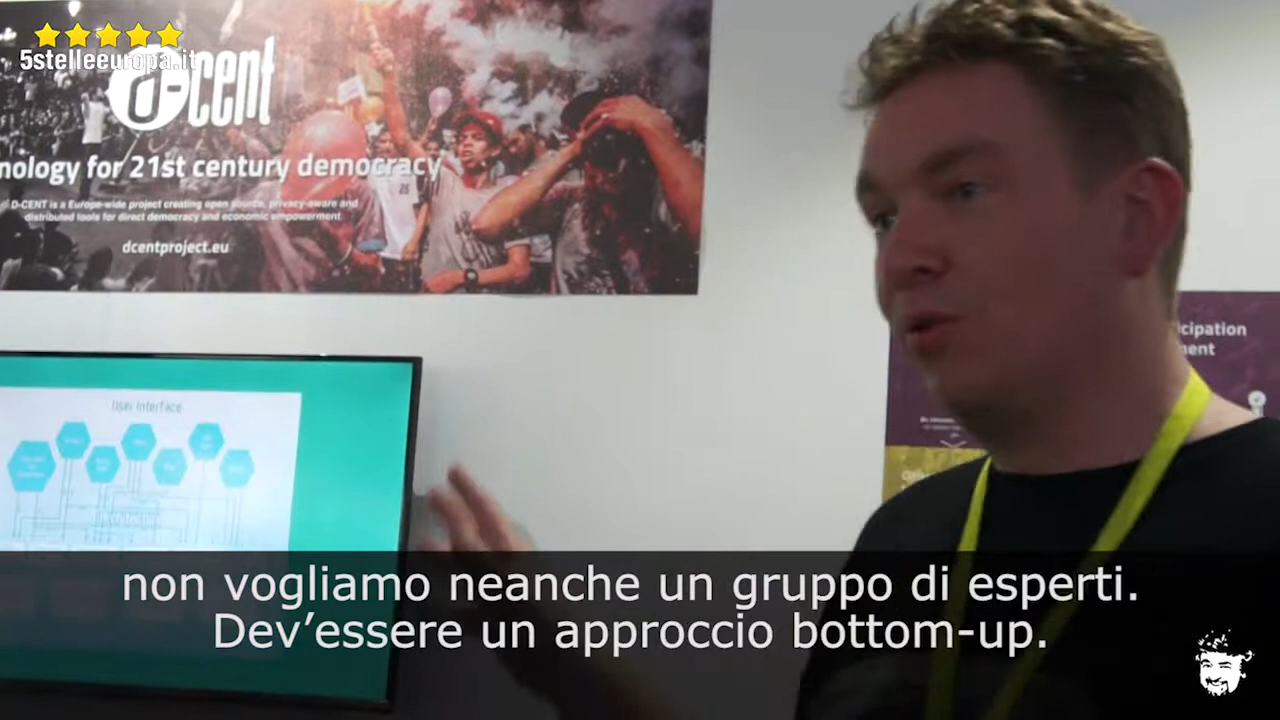 5stelleeuropa.it
d-cent
nology for 21st century democracy
D-CENT is a Europe-wide project creating open source, privacy-aware and
distributed tools for direct democracy and economic empowerment
dcentproject.eu
User Interface
icipation
ent
non vogliamo neanche un gruppo di esperti.
Dev’essere un approccio bottom-up.